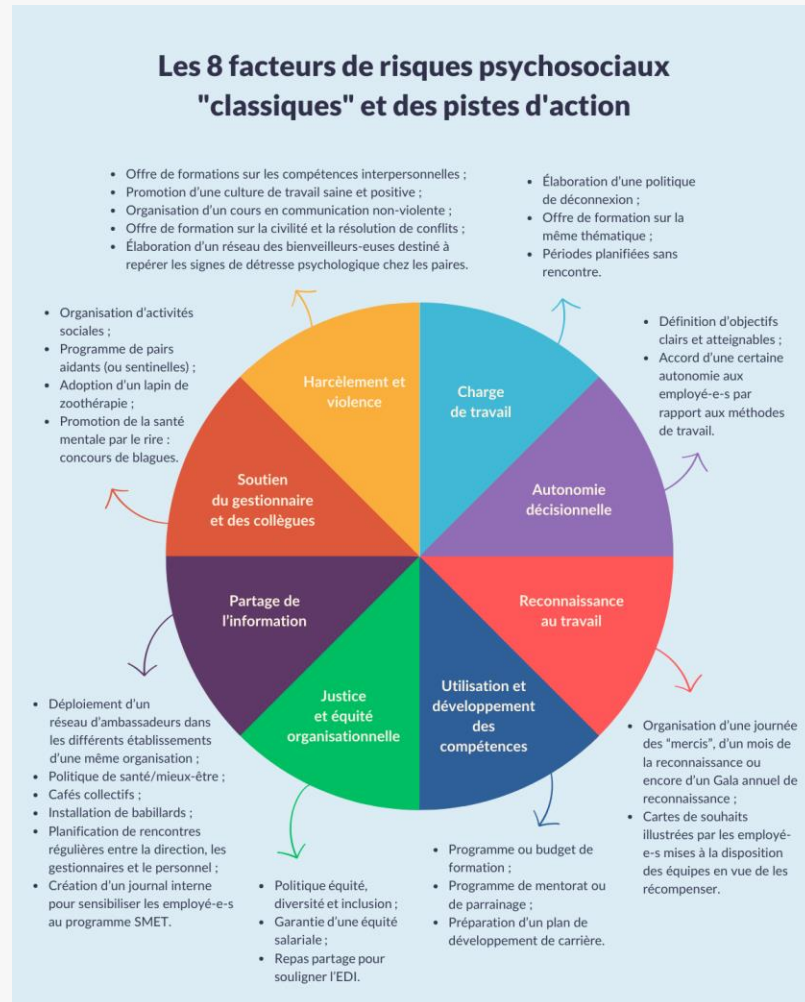 Les 8 facteurs de risques psychosociaux
"classiques" et des pistes d'action
• Offre de formations sur les compétences interpersonnelles ;
• Promotion d'une culture de travail saine et positive ;
• Organisation d'un cours en communication non-violente ;
• Offre de formation sur la civilité et la résolution de conflits ;
• Élaboration d'un réseau des bienveilleurs-euses destiné à
repérer les signes de détresse psychologique chez les paires.
• Élaboration d'une politique
de déconnexion ;
• Offre de formation sur la
même thématique ;
• Périodes planifiées sans
rencontre.
• Organisation d'activités
sociales ;
• Programme de pairs
aidants (ou sentinelles) ;
• Adoption d'un lapin de
zoothérapie ;
• Promotion de la santé
mentale par le rire :
concours de blagues.
• Définition d'objectifs
clairs et atteignables ;
• Accord d'une certaine
autonomie aux
employé-e-s par
rapport aux méthodes
de travail.
Harcèlement et
violence
Charge
de travail
Soutien
du gestionnaire
et des collègues
Autonomie
décisionnelle
Partage de
l'information
Reconnaissance
au travail
Justice
et équité
organisationnelle
Utilisation et
développement
des
compétences
• Déploiement d'un
réseau d'ambassadeurs dans
les différents établissements
d'une même organisation ;
• Politique de santé/mieux-être ;
• Cafés collectifs ;
• Installation de babillards ;
• Planification de rencontres
régulières entre la direction, les
gestionnaires et le personnel ;
• Création d'un journal interne
pour sensibiliser les employé-e-s
au programme SMET.
• Politique équité,
diversité et inclusion ;
• Garantie d'une équité
salariale ;
• Repas partage pour
souligner l'EDI.
• Programme ou budget de
formation ;
• Programme de mentorat ou
de parrainage ;
• Préparation d'un plan de
développement de carrière.
• Organisation d'une journée
des "mercis", d'un mois de
la reconnaissance ou
encore d'un Gala annuel de
reconnaissance ;
• Cartes de souhaits
illustrées par les employé-
e-s mises à la disposition
des équipes en vue de les
récompenser.